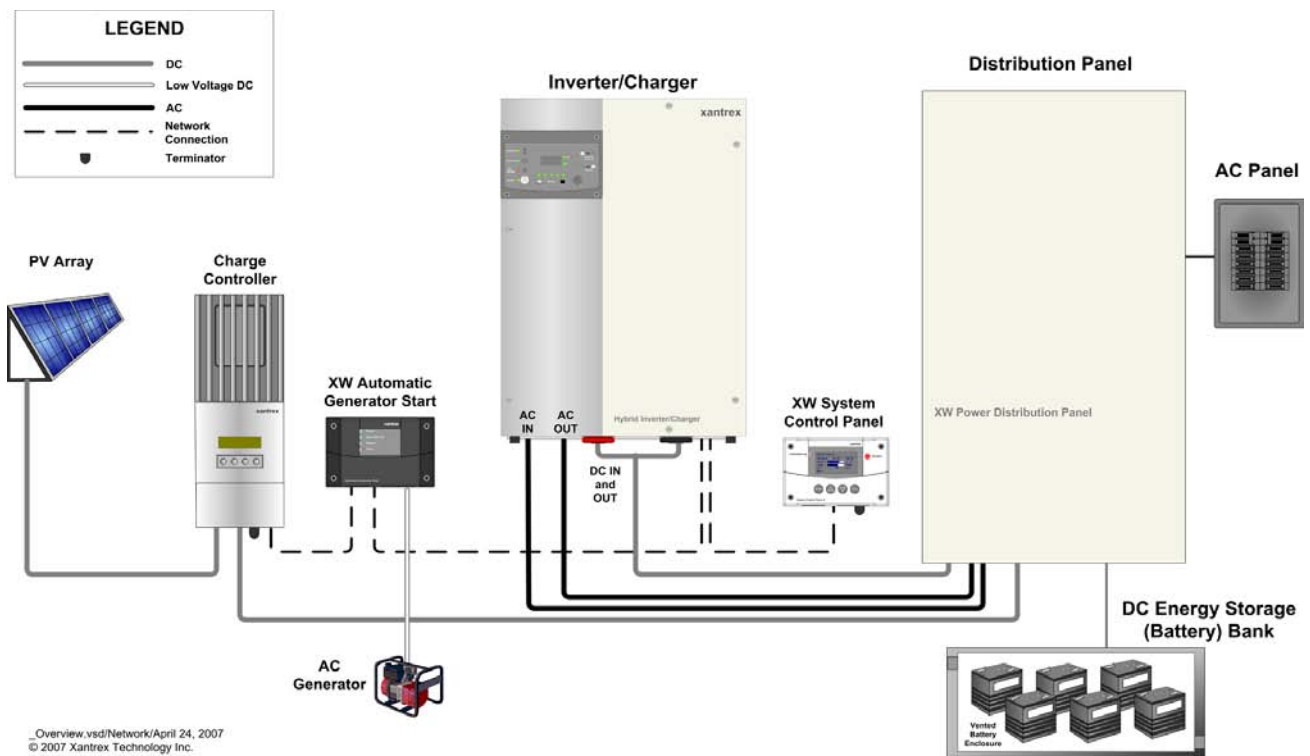 LEGEND
DC
Low Voltage DC
AC
Network
Connection
Terminator
Inverter/Charger
Distribution Panel
xantrex
AC Panel
PV Array
Charge
Controller
xantrex
XW Automatic
Generator Start
AC
IN
AC
OUT
Hybrid Inverter/Charger
DC IN
and
OUT
XW System
Control Panel
XW Power Distribution Panel
AC
Generator
DC Energy Storage
(Battery) Bank
Vented
Battery
Enclosure
_Overview.vsd/Network/April 24, 2007
© 2007 Xantrex Technology Inc.